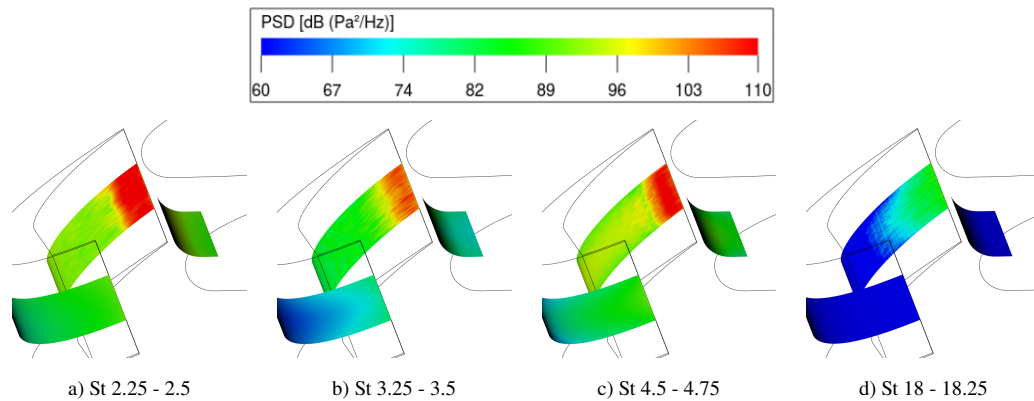 PSD [dB (Pa²/Hz)]
60 67 74 82 89 96 103 110
a) St 2.25 - 2.5
b) St 3.25 - 3.5
c) St 4.5 - 4.75
d) St 18 - 18.25